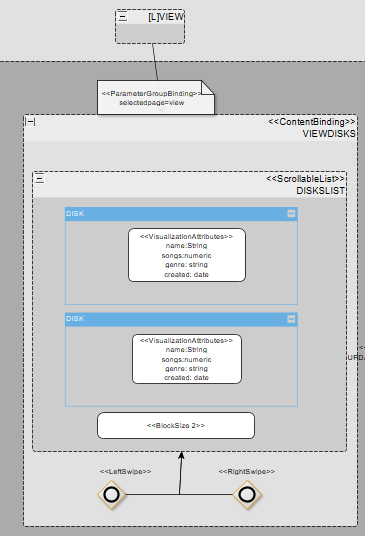 [L]VIEW
<<ParameterGroupBinding>>
selectedpage=view
<<ContentBinding>>
VIEWDISKS
<<ScrollableList>>
DISKSLIST
DISK
<<VisualizationAttributes>>
name:String
songs:numeric
genre: string
created: date
DISK
<<VisualizationAttributes>>
name:String
songs:numeric
genre: string
created: date
<<BlockSize 2>>
<<LeftSwipe>>
<<RightSwipe>>